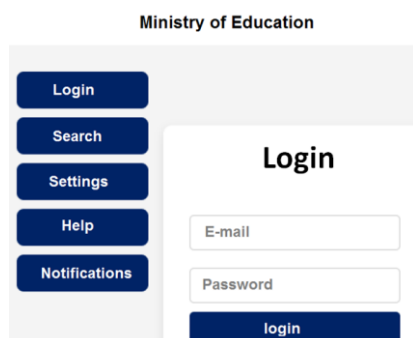 Ministry of Education
Login
Search
Settings
Help
Notifications
Login
E-mail
Password
login